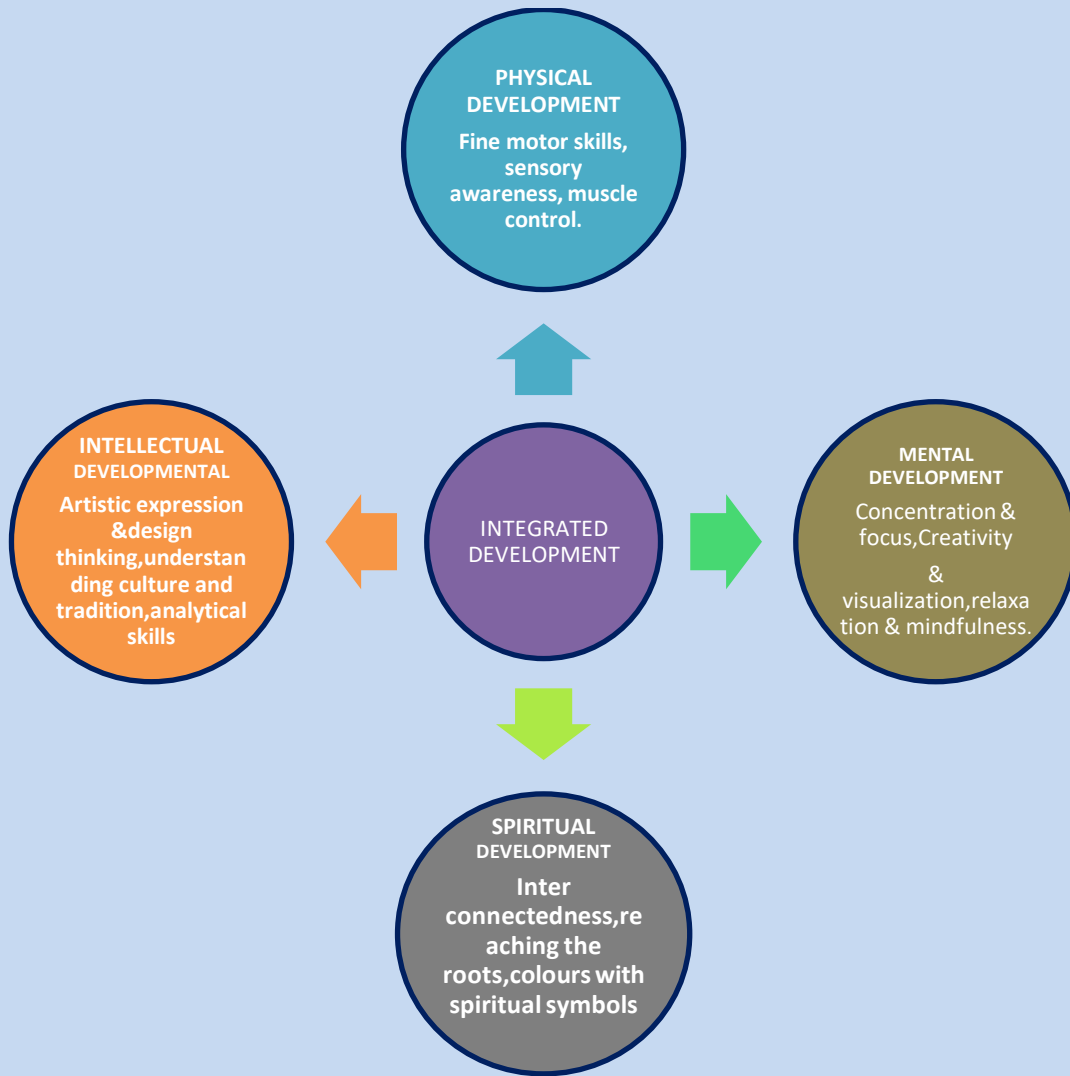 PHYSICAL
DEVELOPMENT
Fine motor skills,
sensory
awareness, muscle
control.
INTELLECTUAL
DEVELOPMENTAL
Artistic expression
&design
thinking,understan
ding culture and
tradition,analytical
skills
INTEGRATED
DEVELOPMENT
MENTAL
DEVELOPMENT
Concentration &
focus,Creativity
&
visualization,relaxa
tion & mindfulness.
SPIRITUAL
DEVELOPMENT
Inter
connectedness,re
aching the
roots,colours with
spiritual symbols